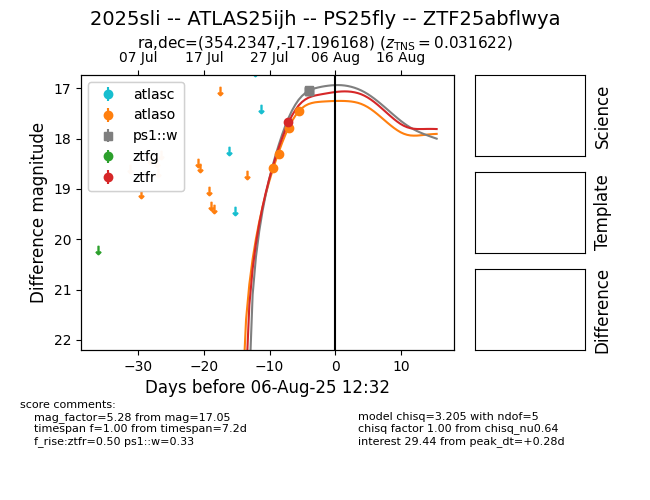 2025sli -- ATLAS25ijh -- PS25fly -- ZTF25abflwya
ra,dec=(354.2347,-17.196168) (zTNS = 0.031622)
07 Jul 17 Jul 27 Jul 06 Aug 16 Aug
atlasc
atlaso
ps1::w
ztfg
ztfr
17
18
19
20
21
22
Difference magnitude
−30 −20 −10 0 10
Days before 06-Aug-25 12:32
Science
Template
Difference
score comments:
mag_factor=5.28 from mag=17.05
timespan f=1.00 from timespan=7.2d
f_rise:ztfr=0.50 ps1::w=0.33
model chisq=3.205 with ndof=5
chisq factor 1.00 from chisq_nu0.64
interest 29.44 from peak_dt=+0.28d